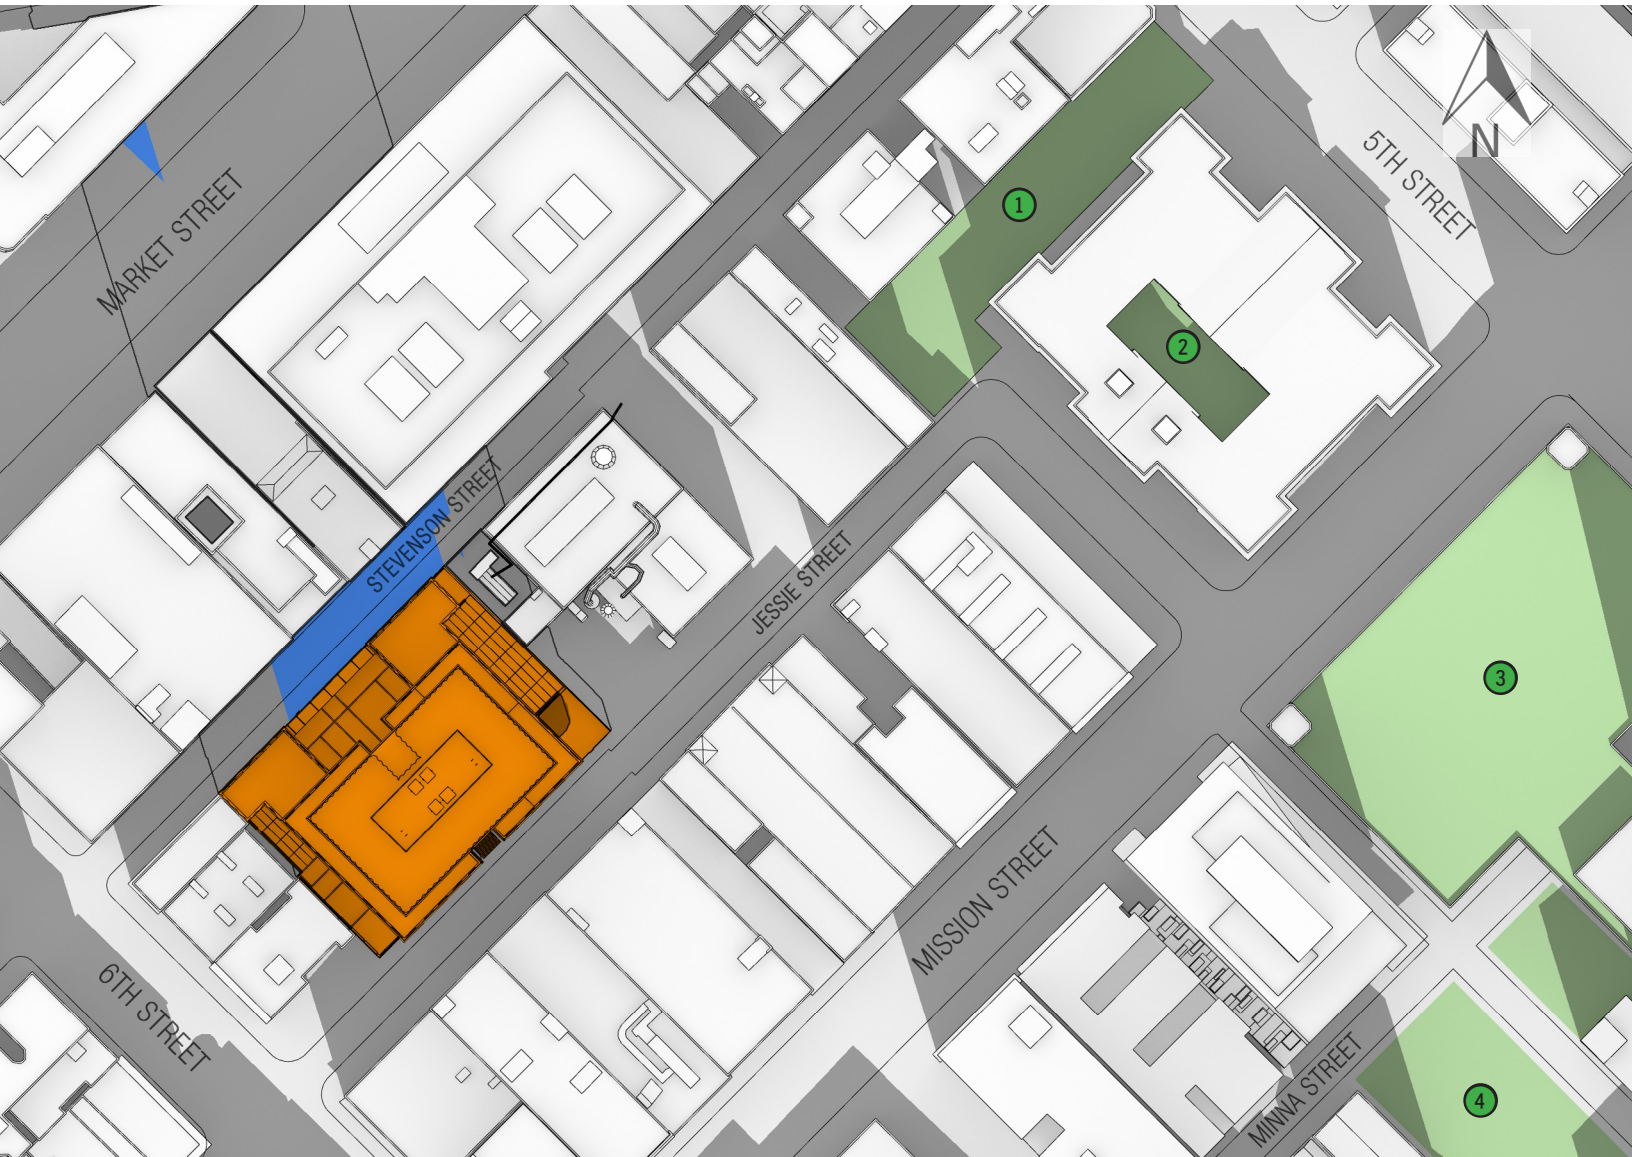 N
5TH STREET
MARKET STREET
1
2
STEVENSON STREET
JESSIE STREET
3
MISSION STREET
6TH STREET
MINNA STREET
4